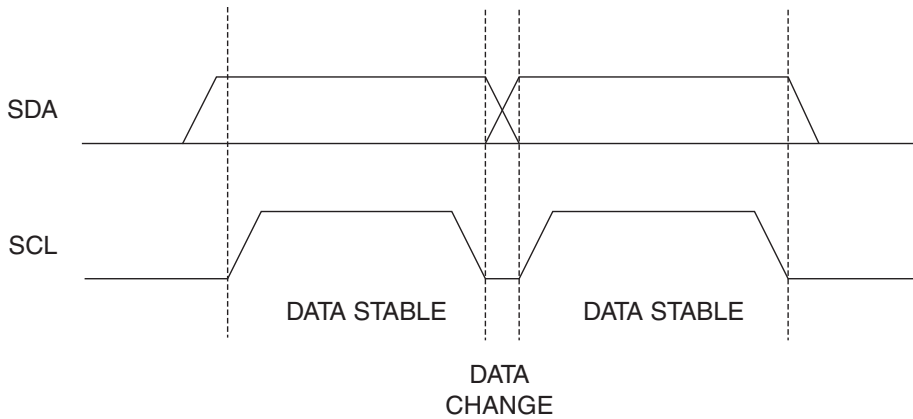 SDA
SCL
DATA STABLE
DATA STABLE
DATA
CHANGE